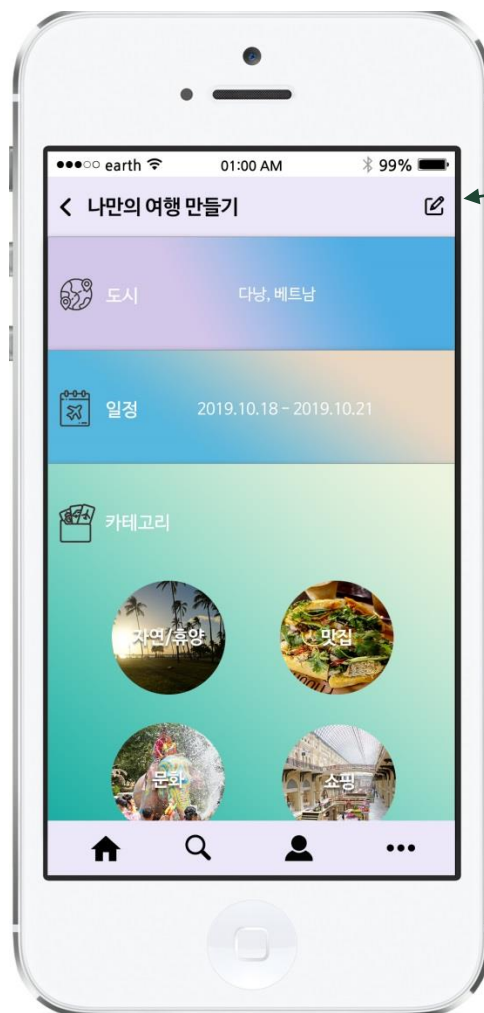 earth
01:00 AM
99%
나만의 여행 만들기
도시
다낭, 베트남
일정
2019.10.18 - 2019.10.21
카테고리
자연/휴양
맛집
문화
쇼핑